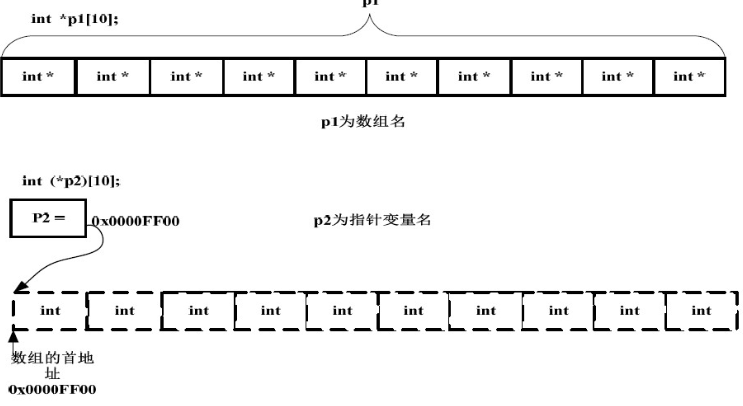 p1
int *p1[10];
int * int * int * int * int * int * int * int * int * int *
p1为数组名
int (*p2)[10];
P2 =
0x0000FF00
p2为指针变量名
int int int int int int int int int int
数组的首地
址
0x0000FF00